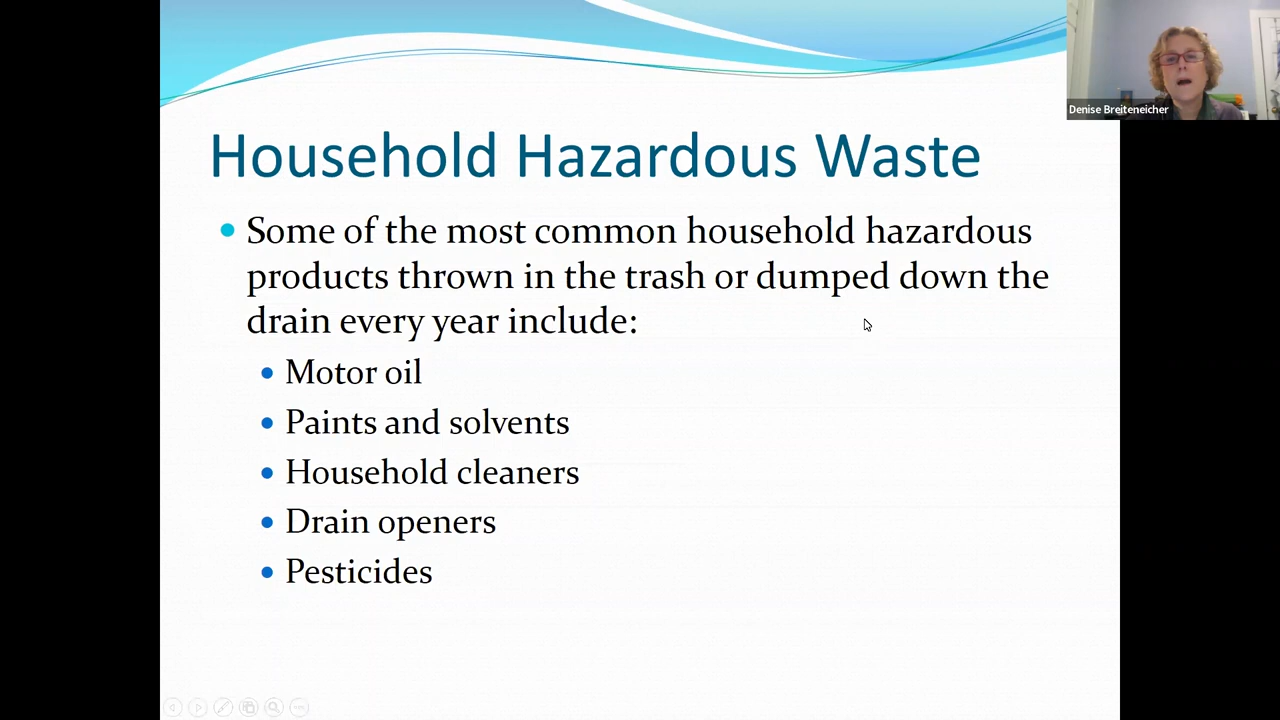 Denise Breiteneicher
Household Hazardous Waste
Some of the most common household hazardous
products thrown in the trash or dumped down the
drain every year include:
Motor oil
Paints and solvents
Household cleaners
Drain openers
Pesticides